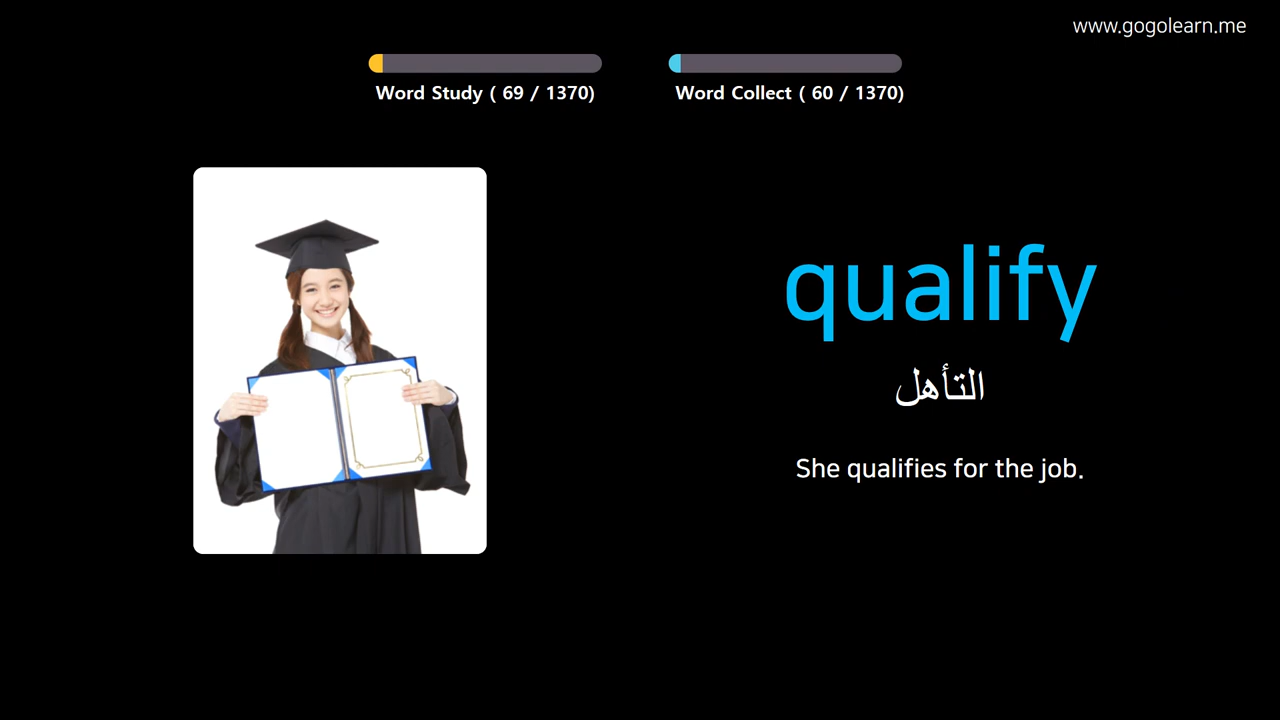 www.gogolearn.me
Word Study ( 69 / 1370)
Word Collect ( 60 / 1370)
qualify
التأهل
She qualifies for the job.